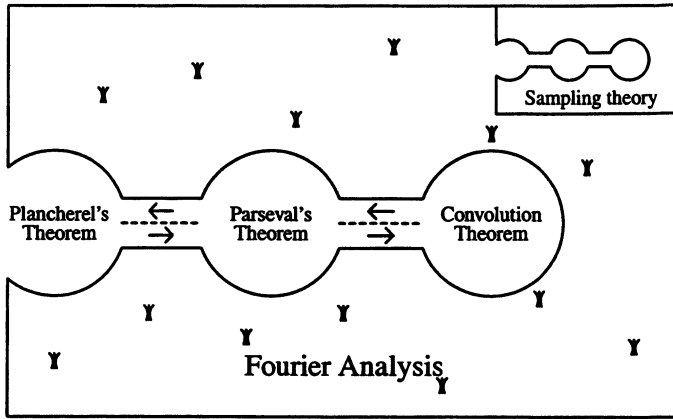 Sampling theory
Plancherel's
Theorem
Parseval's
Theorem
Convolution
Theorem
Fourier Analysis